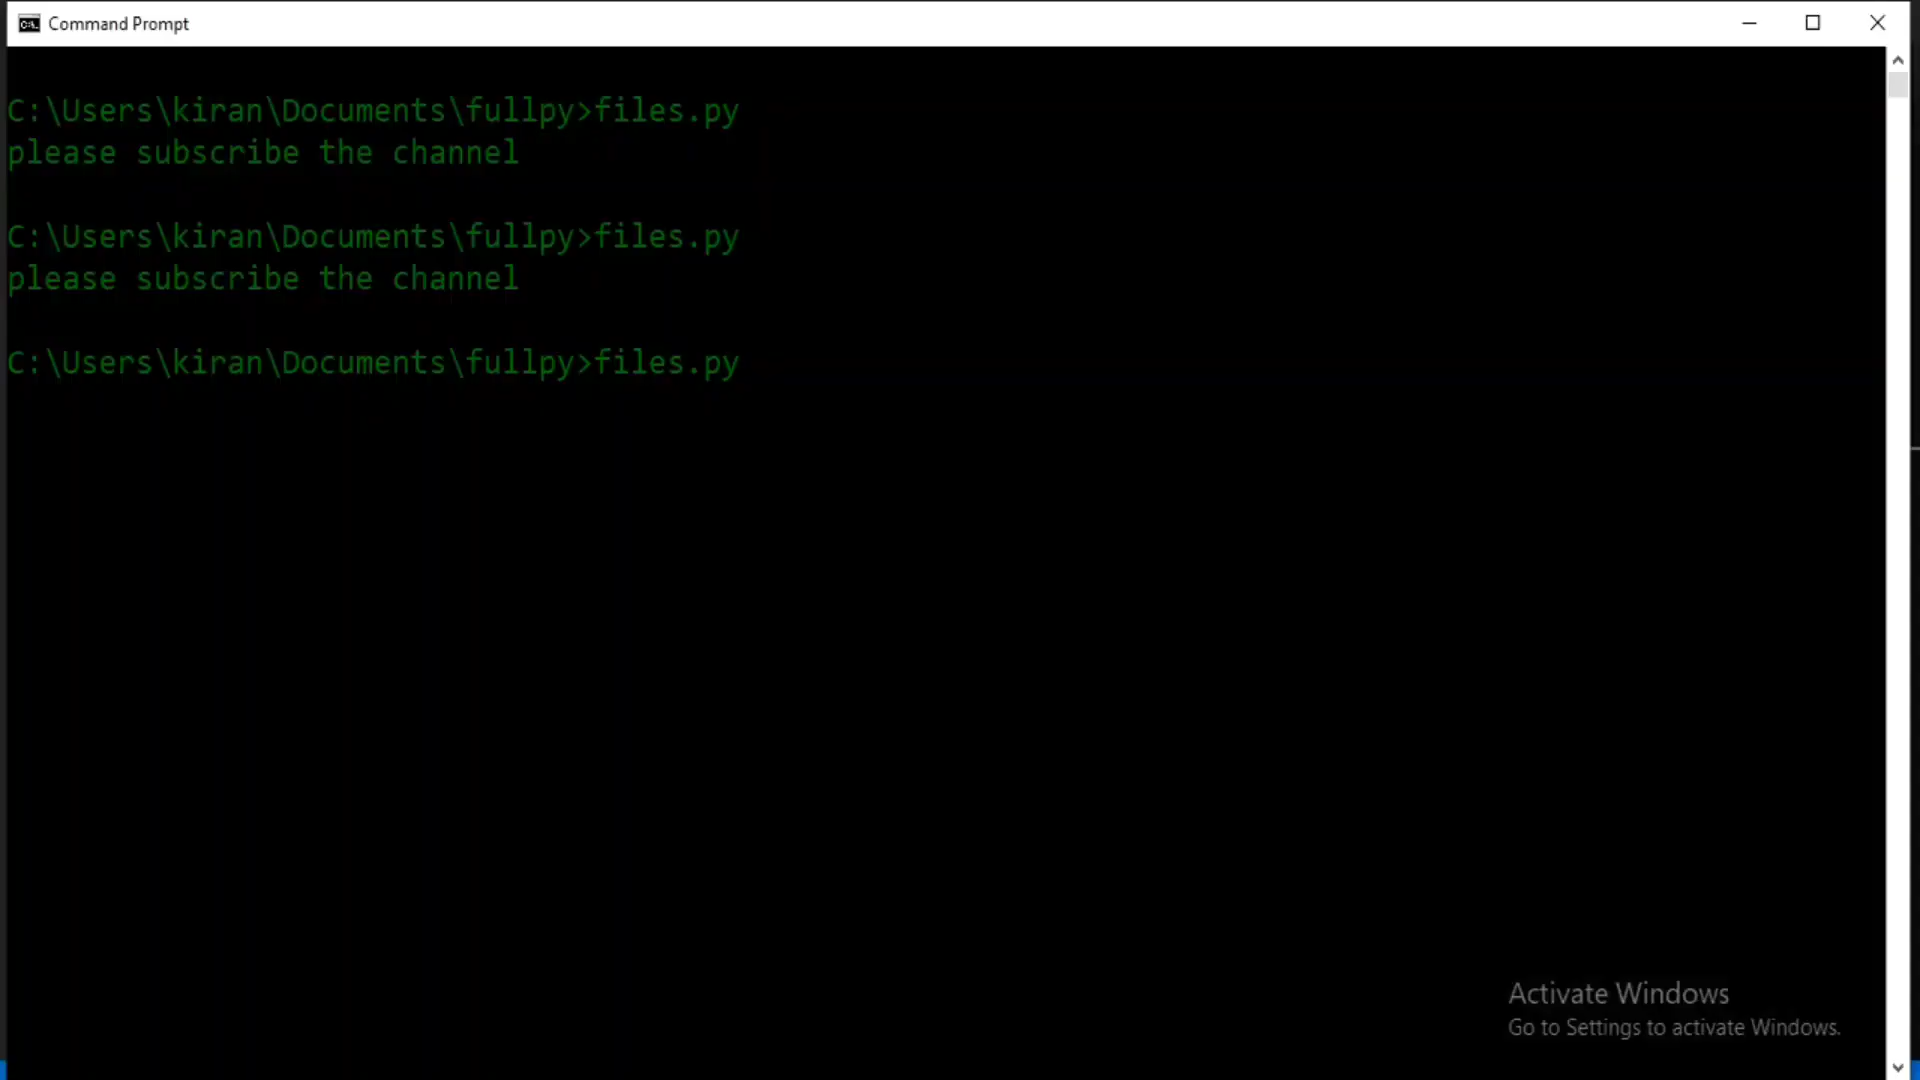 Command Prompt
C:\Users\kiran\Documents\fullpy>files.py
please subscribe the channel
C:\Users\kiran\Documents\fullpy>files.py
please subscribe the channel
C:\Users\kiran\Documents\fullpy>files.py
Activate Windows
Go to Settings to activate Windows.